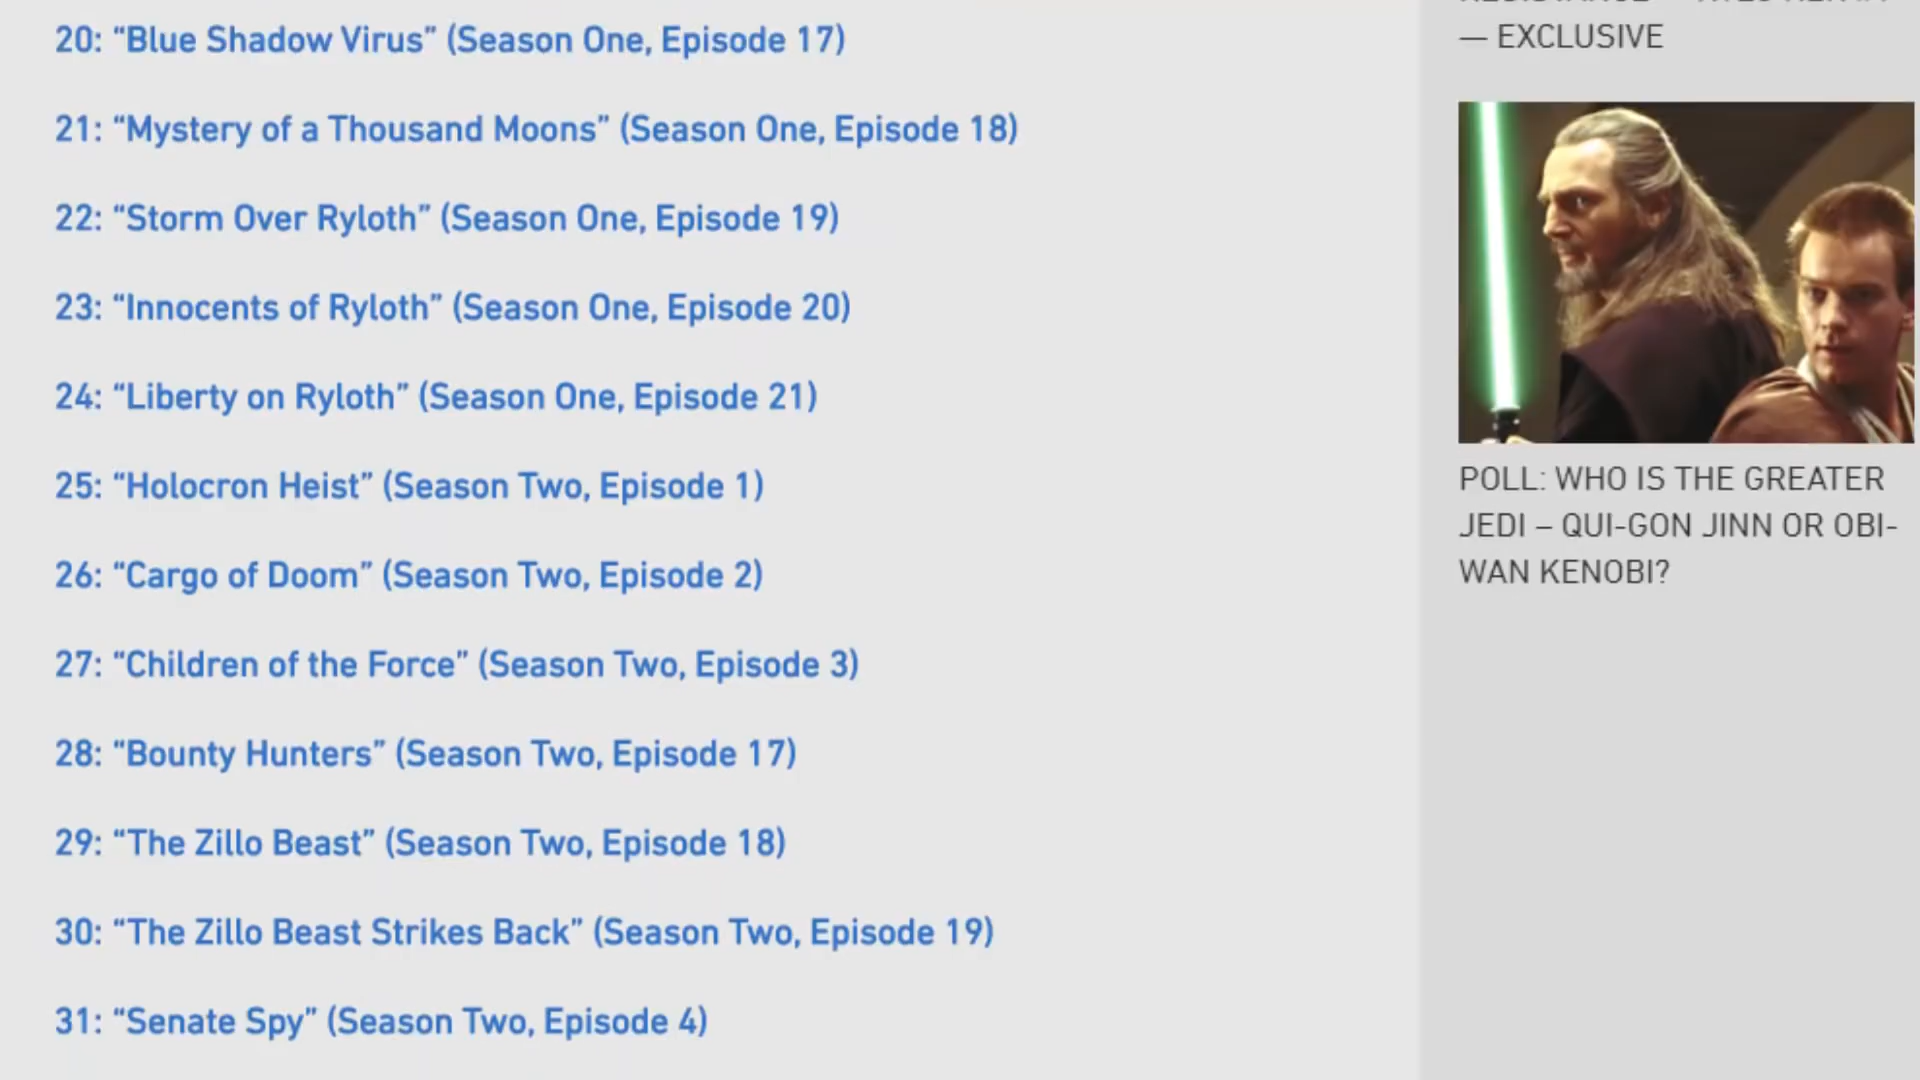 20: “Blue Shadow Virus” (Season One, Episode 17)
21: “Mystery of a Thousand Moons” (Season One, Episode 18)
22: “Storm Over Ryloth” (Season One, Episode 19)
23: “Innocents of Ryloth” (Season One, Episode 20)
24: “Liberty on Ryloth” (Season One, Episode 21)
25: “Holocron Heist” (Season Two, Episode 1)
26: “Cargo of Doom” (Season Two, Episode 2)
27: “Children of the Force” (Season Two, Episode 3)
28: “Bounty Hunters” (Season Two, Episode 17)
29: “The Zillo Beast” (Season Two, Episode 18)
30: “The Zillo Beast Strikes Back” (Season Two, Episode 19)
31: “Senate Spy” (Season Two, Episode 4)
— EXCLUSIVE
POLL: WHO IS THE GREATER
JEDI – QUI-GON JINN OR OBI-
WAN KENOBI?